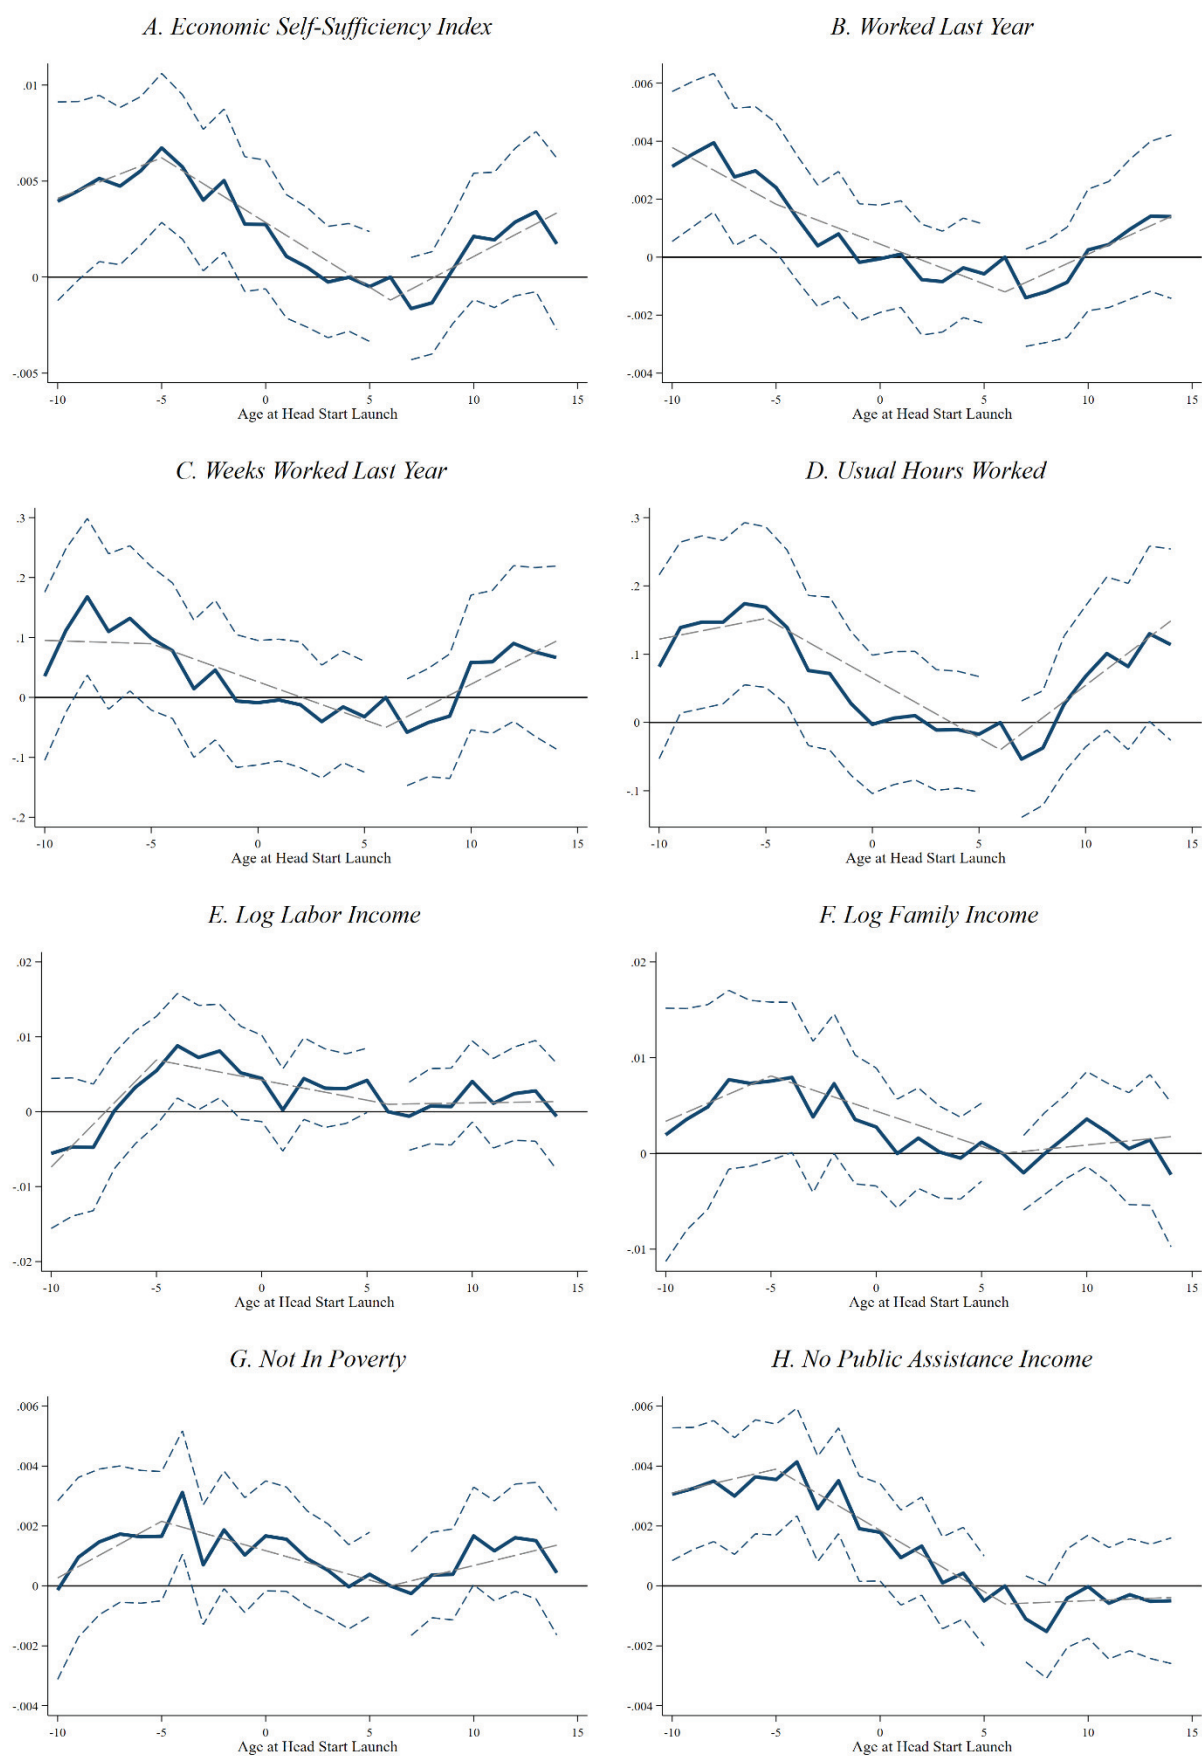 A. Economic Self-Sufficiency Index
.01
.005
0
-.005
-10 -5 0 5 10 15
Age at Head Start Launch
B. Worked Last Year
.006
.004
.002
0
-.002
-.004
-10 -5 0 5 10 15
Age at Head Start Launch
C. Weeks Worked Last Year
.3
.2
.1
0
-.1
-.2
-10 -5 0 5 10 15
Age at Head Start Launch
D. Usual Hours Worked
.3
.2
.1
0
-.1
-10 -5 0 5 10 15
Age at Head Start Launch
E. Log Labor Income
.02
.01
0
-.01
-.02
-10 -5 0 5 10 15
Age at Head Start Launch
F. Log Family Income
.02
.01
0
-.01
-10 -5 0 5 10 15
Age at Head Start Launch
G. Not In Poverty
.006
.004
.002
0
-.002
-.004
-10 -5 0 5 10 15
Age at Head Start Launch
H. No Public Assistance Income
.006
.004
.002
0
-.002
-.004
-10 -5 0 5 10 15
Age at Head Start Launch